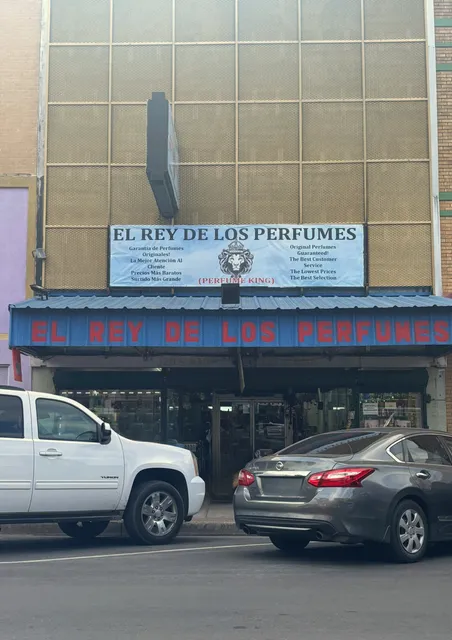 EL REY DE LOS PERFUMES
Garantia de Perfumes
Originales!
La Mejor Atención Al
Cliente
Precios Más Baratos
Surtido Más Grande
(PERFUME KING)
Original Perfumes
Guaranteed!
The Best Customer
Service
The Lowest Prices
The Best Selection
EL REY DE LOS PERFUMES
YUKON